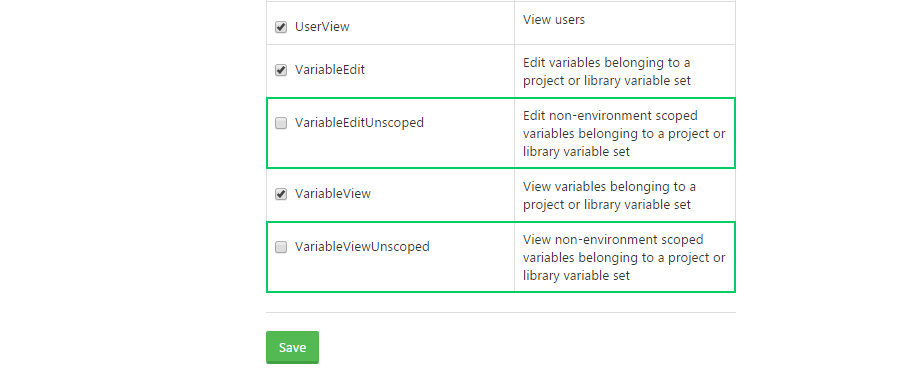 UserView
View users
VariableEdit
Edit variables belonging to a
project or library variable set
VariableEditUnscoped
Edit non-environment scoped
variables belonging to a project or
library variable set
VariableView
View variables belonging to a
project or library variable set
VariableViewUnscoped
View non-environment scoped
variables belonging to a project or
library variable set
Save